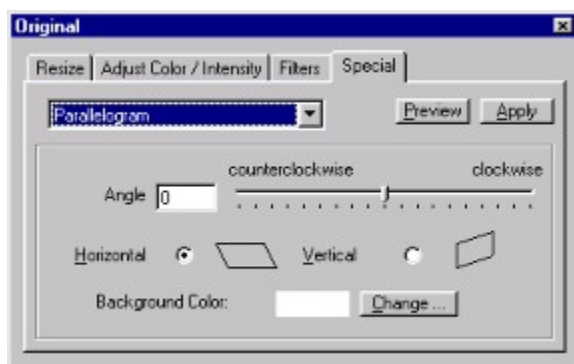 Original
Resize Adjust Color / Intensity Filters Special
Parallelogram Preview Apply
counterclockwise clockwise
Angle 0
Horizontal Vertical
Background Color: Change ...